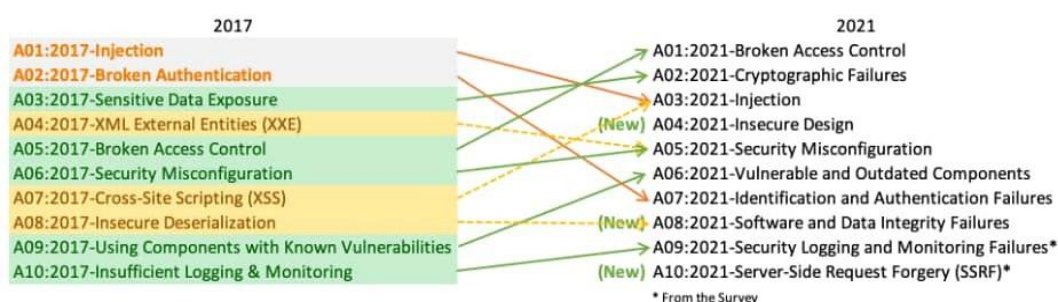 2017
A01:2017-Injection
A02:2017-Broken Authentication
A03:2017-Sensitive Data Exposure
A04:2017-XML External Entities (XXE)
A05:2017-Broken Access Control
A06:2017-Security Misconfiguration
A07:2017-Cross-Site Scripting (XSS)
A08:2017-Insecure Deserialization
A09:2017-Using Components with Known Vulnerabilities
A10:2017-Insufficient Logging & Monitoring
2021
A01:2021-Broken Access Control
A02:2021-Cryptographic Failures
A03:2021-Injection
(New) A04:2021-Insecure Design
A05:2021-Security Misconfiguration
A06:2021-Vulnerable and Outdated Components
A07:2021-Identification and Authentication Failures
(New) A08:2021-Software and Data Integrity Failures
A09:2021-Security Logging and Monitoring Failures*
(New) A10:2021-Server-Side Request Forgery (SSRF)*
* From the Survey